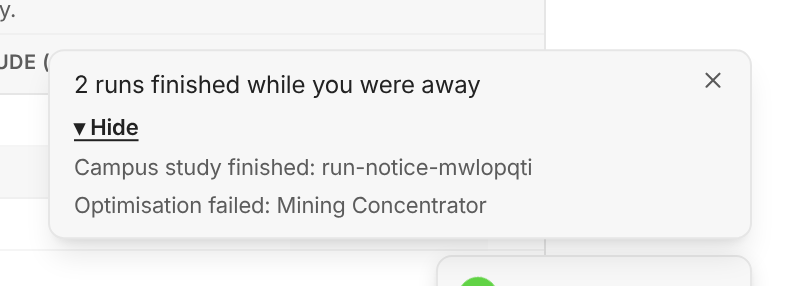 y.
UDE (
2 runs finished while you were away
▾ Hide
Campus study finished: run-notice-mwlopqti
Optimisation failed: Mining Concentrator